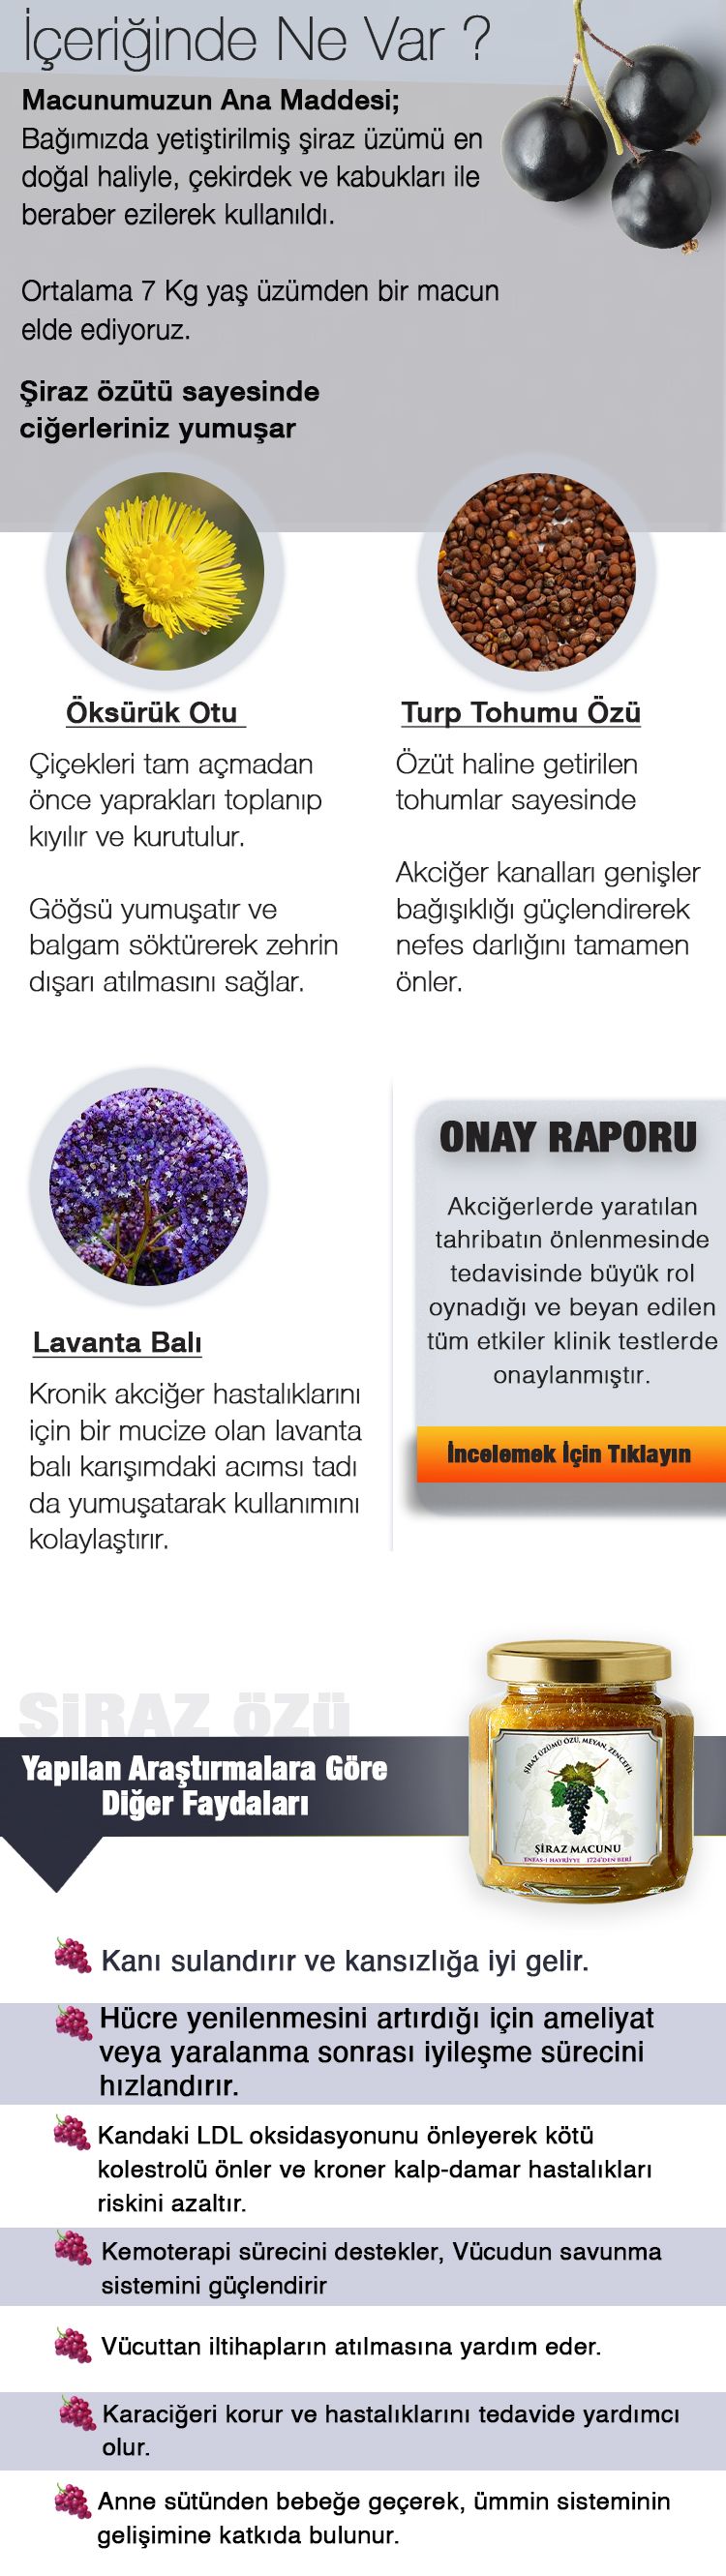 İçeriğinde Ne Var ?
Macunumuzun Ana Maddesi;
Bağımızda yetiştirilmiş şiraz üzümü en
doğal haliyle, çekirdek ve kabukları ile
beraber ezilerek kullanıldı.
Ortalama 7 Kg yaş üzümden bir macun
elde ediyoruz.
Şiraz özütü sayesinde
ciğerleriniz yumuşar
Öksürük Otu
Çiçekleri tam açmadan
önce yaprakları toplanıp
kıyılır ve kurutulur.
Göğsü yumuşatır ve
balgam söktürerek zehrin
dışarı atılmasını sağlar.
Turp Tohumu Özü
Özüt haline getirilen
tohumlar sayesinde
Akciğer kanalları genişler
bağışıklığı güçlendirerek
nefes darlığını tamamen
önler.
Lavanta Balı
Kronik akciğer hastalıklarını
için bir mucize olan lavanta
balı karışımdaki acımsı tadı
da yumuşatarak kullanımını
kolaylaştırır.
ONAY RAPORU
Akciğerlerde yaratılan
tahribatın önlenmesinde
tedavisinde büyük rol
oynadığı ve beyan edilen
tüm etkiler klinik testlerde
onaylanmıştır.
İncelemek İçin Tıklayın
SİRAZ ÖZÜ
Yapılan Araştırmalara Göre
Diğer Faydaları
ŞİRAZ ÜZÜMÜ ÖZÜ, MEYAN, ZENCEFİL
ŞİRAZ MACUNU
ENFAS-I HAYRİYYE 1724'DEN BERİ
Kanı sulandırır ve kansızlığa iyi gelir.
Hücre yenilenmesini artırdığı için ameliyat
veya yaralanma sonrası iyileşme sürecini
hızlandırır.
Kandaki LDL oksidasyonunu önleyerek kötü
kolestrolü önler ve kroner kalp-damar hastalıkları
riskini azaltır.
Kemoterapi sürecini destekler, Vücudun savunma
sistemini güçlendirir
Vücuttan iltihapların atılmasına yardım eder.
Karaciğeri korur ve hastalıklarını tedavide yardımcı
olur.
Anne sütünden bebeğe geçerek, ümmin sisteminin
gelişimine katkıda bulunur.